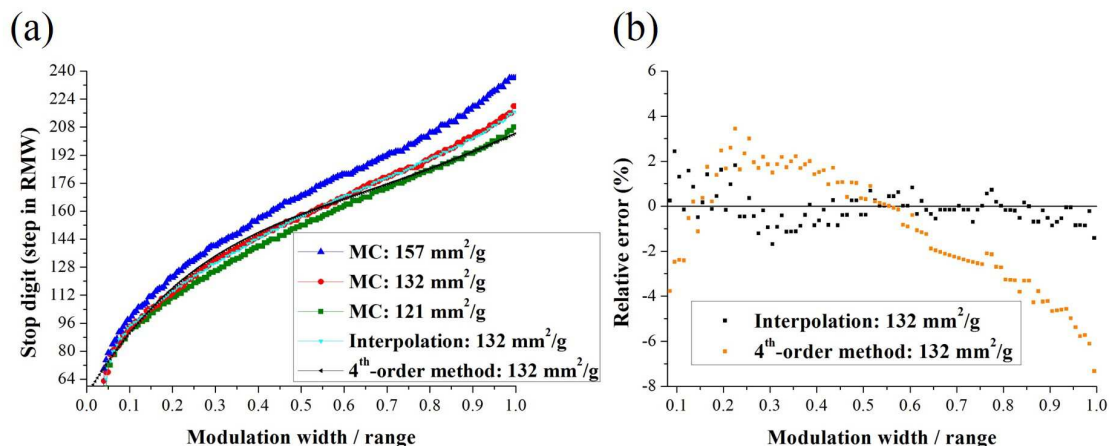 (a)
(b)
Stop digit (step in RMW)
240
224
208
192
176
160
144
128
112
96
80
64
MC: 157 mm²/g
MC: 132 mm²/g
MC: 121 mm²/g
Interpolation: 132 mm²/g
4ᵗʰ-order method: 132 mm²/g
0.0 0.1 0.2 0.3 0.4 0.5 0.6 0.7 0.8 0.9 1.0
Modulation width / range
Relative error (%)
6
4
2
0
-2
-4
-6
-8
Interpolation: 132 mm²/g
4ᵗʰ-order method: 132 mm²/g
0.1 0.2 0.3 0.4 0.5 0.6 0.7 0.8 0.9 1.0
Modulation width / range